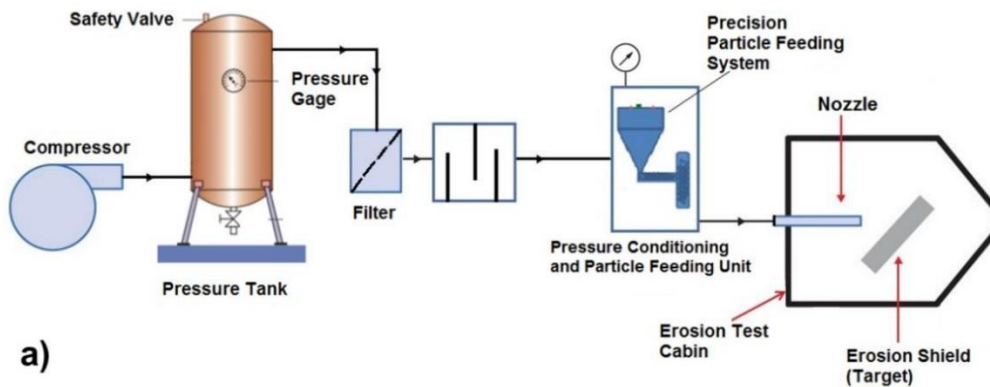 Safety Valve
Pressure
Gage
Compressor
Pressure Tank
Filter
Precision
Particle Feeding
System
Pressure Conditioning
and Particle Feeding Unit
Nozzle
Erosion Test
Cabin
Erosion Shield
(Target)
a)